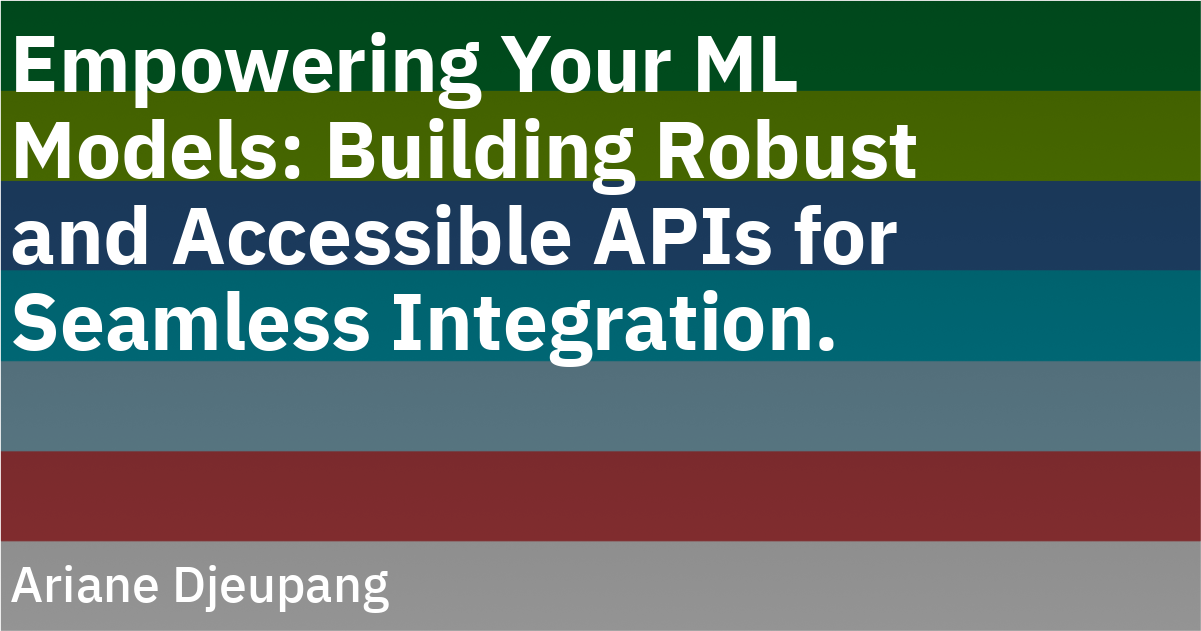 Empowering Your ML
Models: Building Robust
and Accessible APIs for
Seamless Integration.
Ariane Djeupang